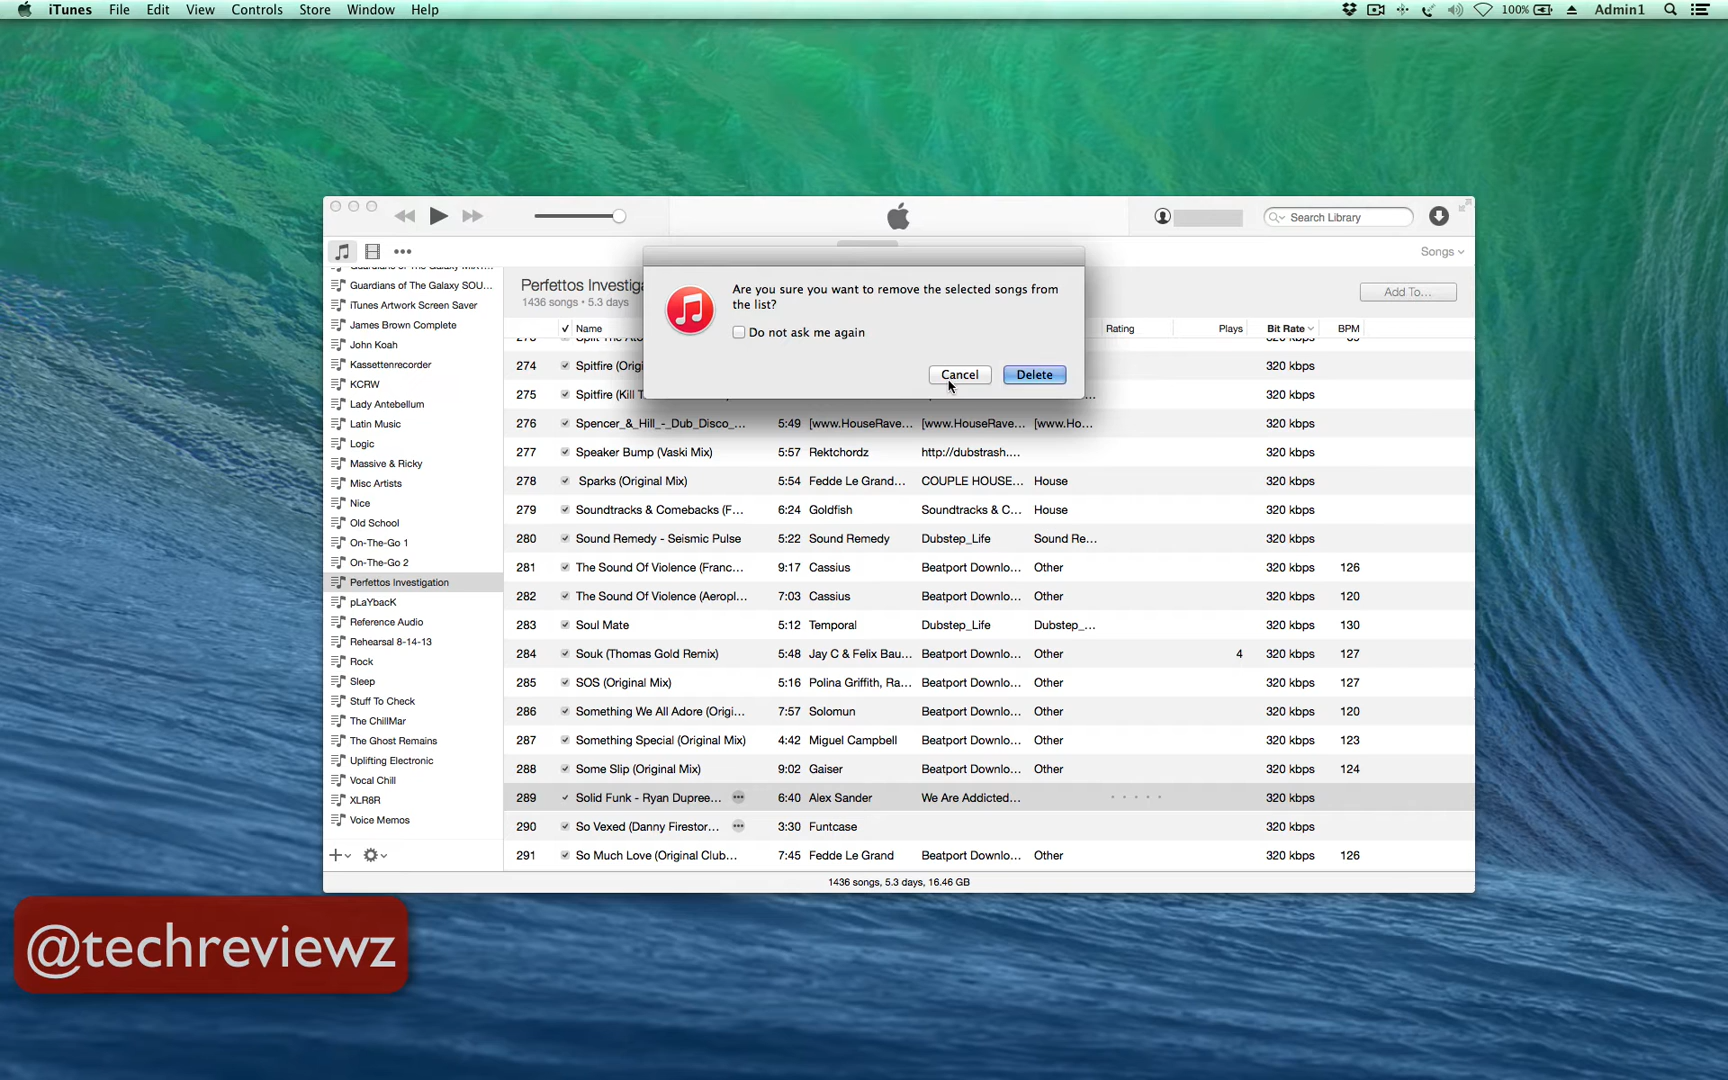 iTunes File Edit View Controls Store Window Help 100% Admin1
Search Library
Songs
Guardians of The Galaxy SOU...
iTunes Artwork Screen Saver
James Brown Complete
John Koah
Kassettenrecorder
KCRW
Lady Antebellum
Latin Music
Logic
Massive & Ricky
Misc Artists
Nice
Old School
On-The-Go 1
On-The-Go 2
Perfettos Investigation
pLaYbacK
Reference Audio
Rehearsal 8-14-13
Rock
Sleep
Stuff To Check
The ChillMar
The Ghost Remains
Uplifting Electronic
Vocal Chill
XLR8R
Voice Memos
Perfettos Investiga
1436 songs • 5.3 days
Add To...
Are you sure you want to remove the selected songs from
the list?
Do not ask me again
Cancel Delete
✓ Name Rating Plays Bit Rate BPM
274 Spitfire (Orig 320 kbps
275 Spitfire (Kill T ... 320 kbps
276 Spencer_&_Hill_-_Dub_Disco_... 5:49 [www.HouseRave... [www.HouseRave... [www.Ho... 320 kbps
277 Speaker Bump (Vaski Mix) 5:57 Rektchordz http://dubstrash.... 320 kbps
278 Sparks (Original Mix) 5:54 Fedde Le Grand... COUPLE HOUSE... House 320 kbps
279 Soundtracks & Comebacks (F... 6:24 Goldfish Soundtracks & C... House 320 kbps
280 Sound Remedy - Seismic Pulse 5:22 Sound Remedy Dubstep_Life Sound Re... 320 kbps
281 The Sound Of Violence (Franc... 9:17 Cassius Beatport Downlo... Other 320 kbps 126
282 The Sound Of Violence (Aeropl... 7:03 Cassius Beatport Downlo... Other 320 kbps 120
283 Soul Mate 5:12 Temporal Dubstep_Life Dubstep_... 320 kbps 130
284 Souk (Thomas Gold Remix) 5:48 Jay C & Felix Bau... Beatport Downlo... Other 4 320 kbps 127
285 SOS (Original Mix) 5:16 Polina Griffith, Ra... Beatport Downlo... Other 320 kbps 127
286 Something We All Adore (Origi... 7:57 Solomun Beatport Downlo... Other 320 kbps 120
287 Something Special (Original Mix) 4:42 Miguel Campbell Beatport Downlo... Other 320 kbps 123
288 Some Slip (Original Mix) 9:02 Gaiser Beatport Downlo... Other 320 kbps 124
289 Solid Funk - Ryan Dupree... 6:40 Alex Sander We Are Addicted... 320 kbps
290 So Vexed (Danny Firestor... 3:30 Funtcase 320 kbps
291 So Much Love (Original Club... 7:45 Fedde Le Grand Beatport Downlo... Other 320 kbps 126
1436 songs, 5.3 days, 16.46 GB
@techreviewz